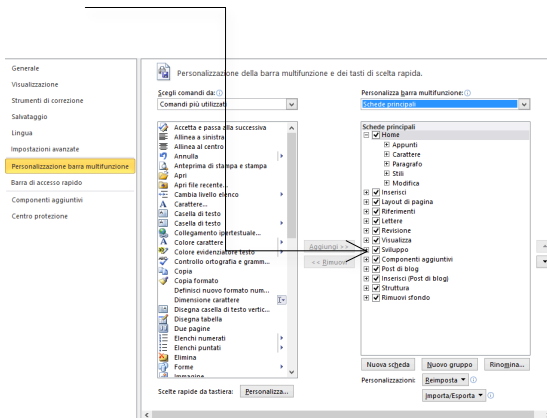 Generale
Visualizzazione
Strumenti di correzione
Salvataggio
Lingua
Impostazioni avanzate
Personalizzazione barra multifunzione
Barra di accesso rapido
Componenti aggiuntivi
Centro protezione
Personalizzazione della barra multifunzione e dei tasti di scelta rapida.
Scegli comandi da:
Comandi più utilizzati
Accetta e passa alla successiva
Allinea a sinistra
Allinea al centro
Annulla
Anteprima di stampa e stampa
Apri
Apri file recente...
Cambia livello elenco
Carattere...
Casella di testo
Casella di testo
Collegamento ipertestuale...
Colore carattere
Colore evidenziatore testo
Controllo ortografia e gramm...
Copia
Copia formato
Definisci nuovo formato num...
Dimensione carattere
Disegna casella di testo vertic...
Disegna tabella
Due pagine
Elenchi numerati
Elenchi puntati
Elimina
Forme
Immagine
Scelte rapide da tastiera: Personalizza...
Aggiungi >>
<< Rimuovi
Personalizza barra multifunzione:
Schede principali
Schede principali
Home
Appunti
Carattere
Paragrafo
Stili
Modifica
Inserisci
Layout di pagina
Riferimenti
Lettere
Revisione
Visualizza
Sviluppo
Componenti aggiuntivi
Post di blog
Inserisci (Post di blog)
Struttura
Rimuovi sfondo
Nuova scheda Nuovo gruppo Rinomina...
Personalizzazioni: Reimposta
Importa/Esporta